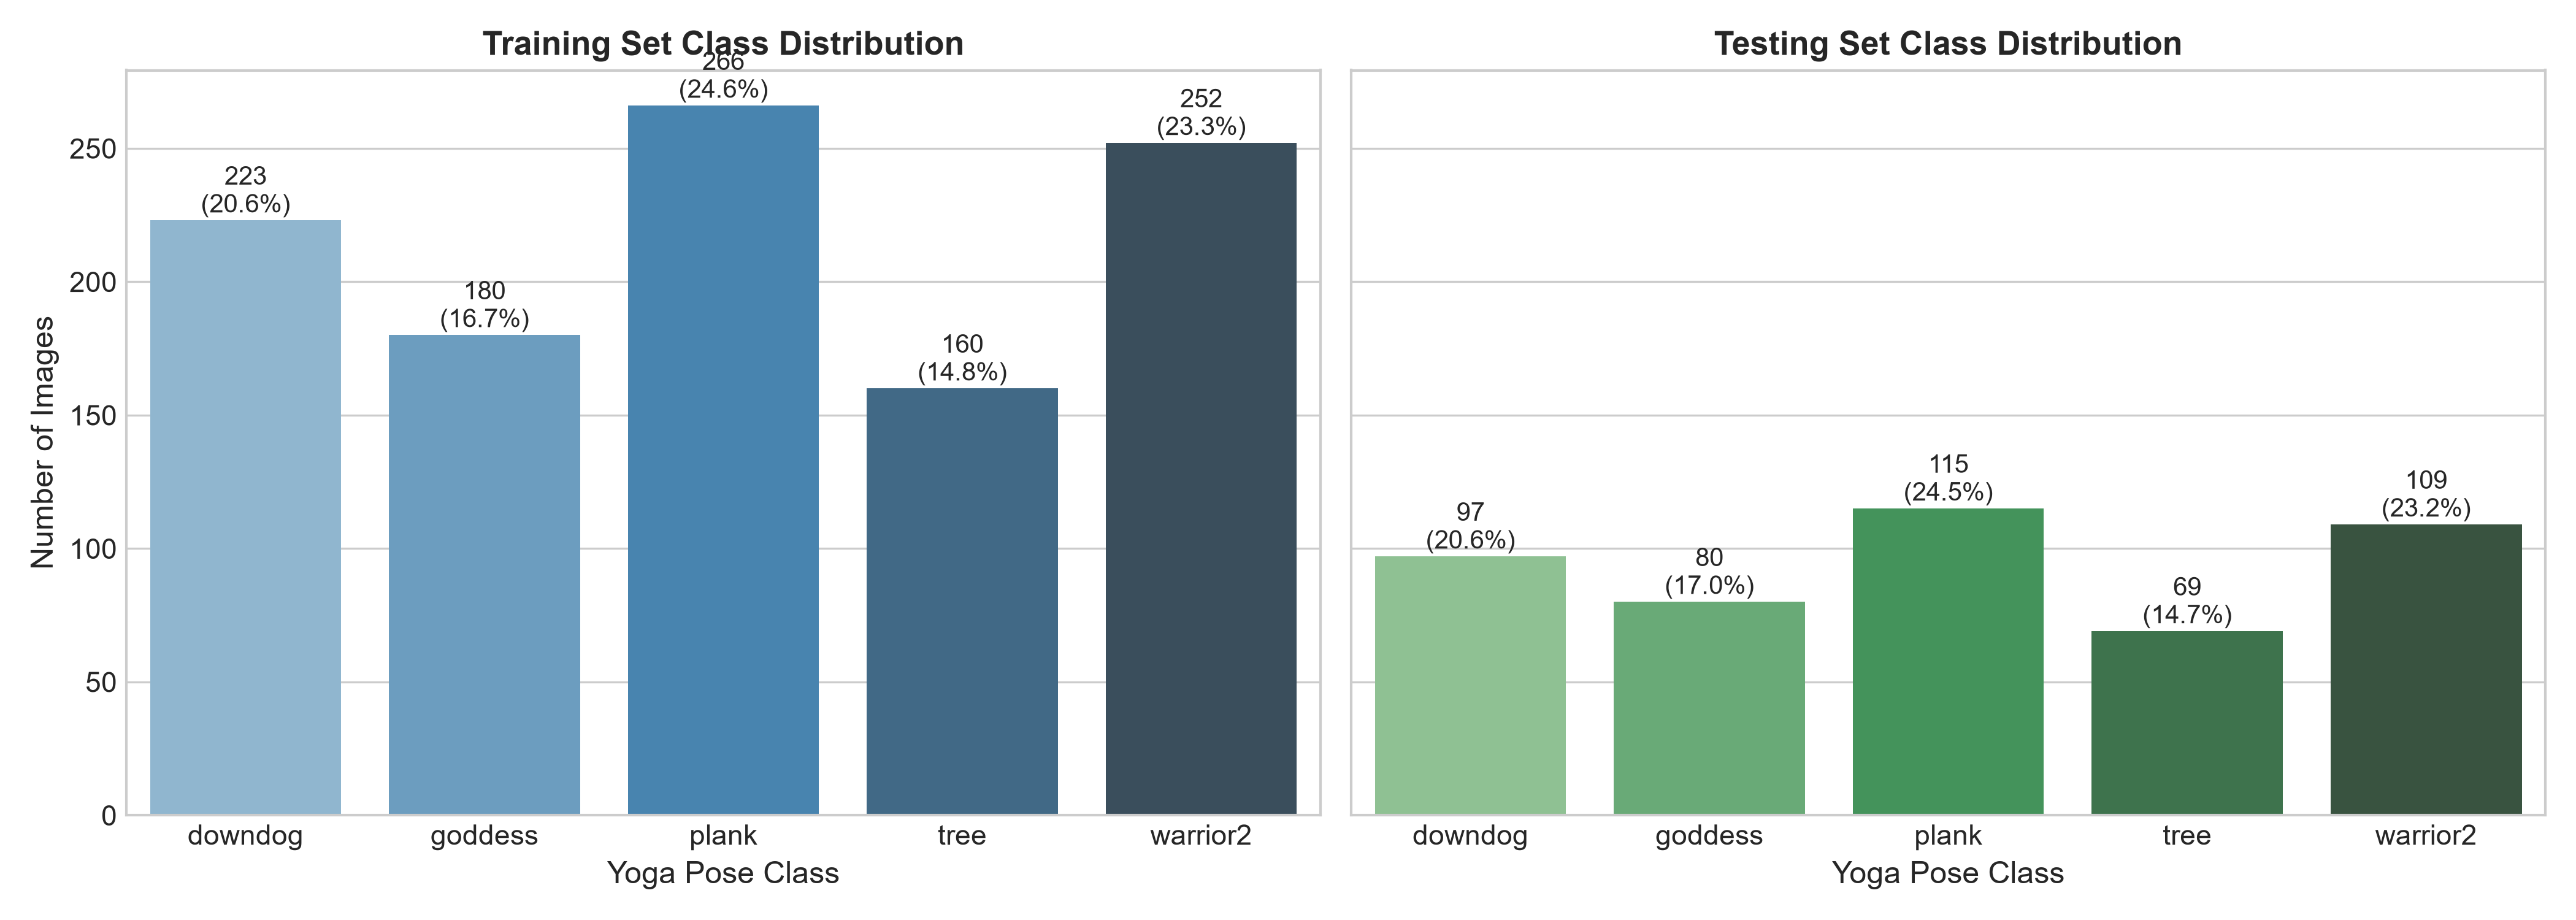 Training Set Class Distribution
266
(24.6%)
252
(23.3%)
223
(20.6%)
180
(16.7%)
160
(14.8%)
250
200
150
100
50
0
Number of Images
downdog
goddess
plank
tree
warrior2
Yoga Pose Class
Testing Set Class Distribution
97
(20.6%)
80
(17.0%)
115
(24.5%)
69
(14.7%)
109
(23.2%)
downdog
goddess
plank
tree
warrior2
Yoga Pose Class